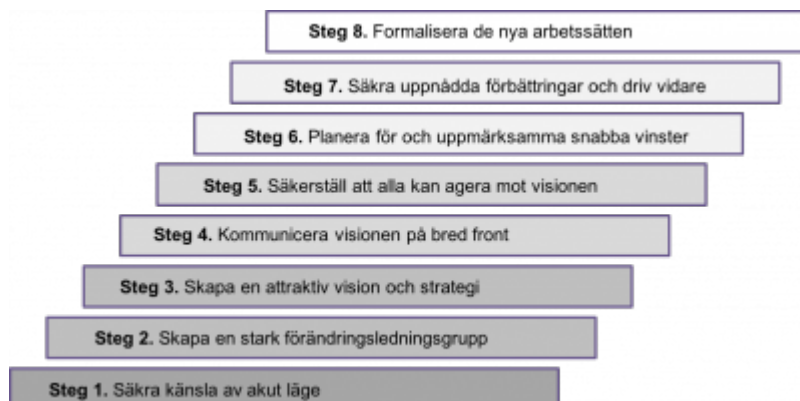 Steg 8. Formalisera de nya arbetssätten
Steg 7. Säkra uppnådda förbättringar och driv vidare
Steg 6. Planera för och uppmärksamma snabba vinster
Steg 5. Säkerställ att alla kan agera mot visionen
Steg 4. Kommunicera visionen på bred front
Steg 3. Skapa en attraktiv vision och strategi
Steg 2. Skapa en stark förändringsledningsgrupp
Steg 1. Säkra känsla av akut läge